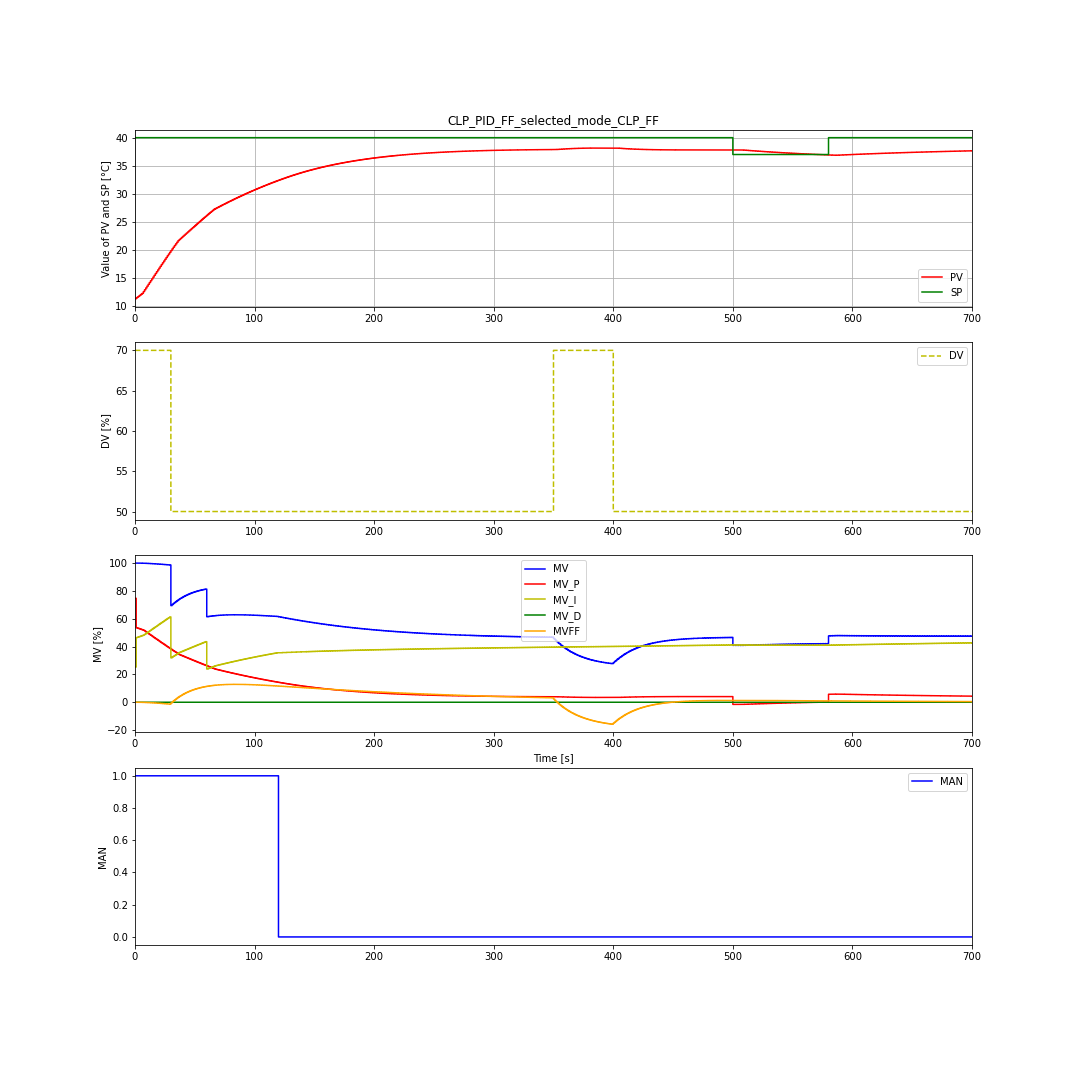 CLP_PID_FF_selected_mode_CLP_FF
Value of PV and SP [°C]
40
35
30
25
20
15
10
PV
SP
0 100 200 300 400 500 600 700
DV [%]
70
65
60
55
50
DV
0 100 200 300 400 500 600 700
MV [%]
100
80
60
40
20
0
−20
MV
MV_P
MV_I
MV_D
MVFF
0 100 200 300 400 500 600 700
Time [s]
MAN
1.0
0.8
0.6
0.4
0.2
0.0
MAN
0 100 200 300 400 500 600 700